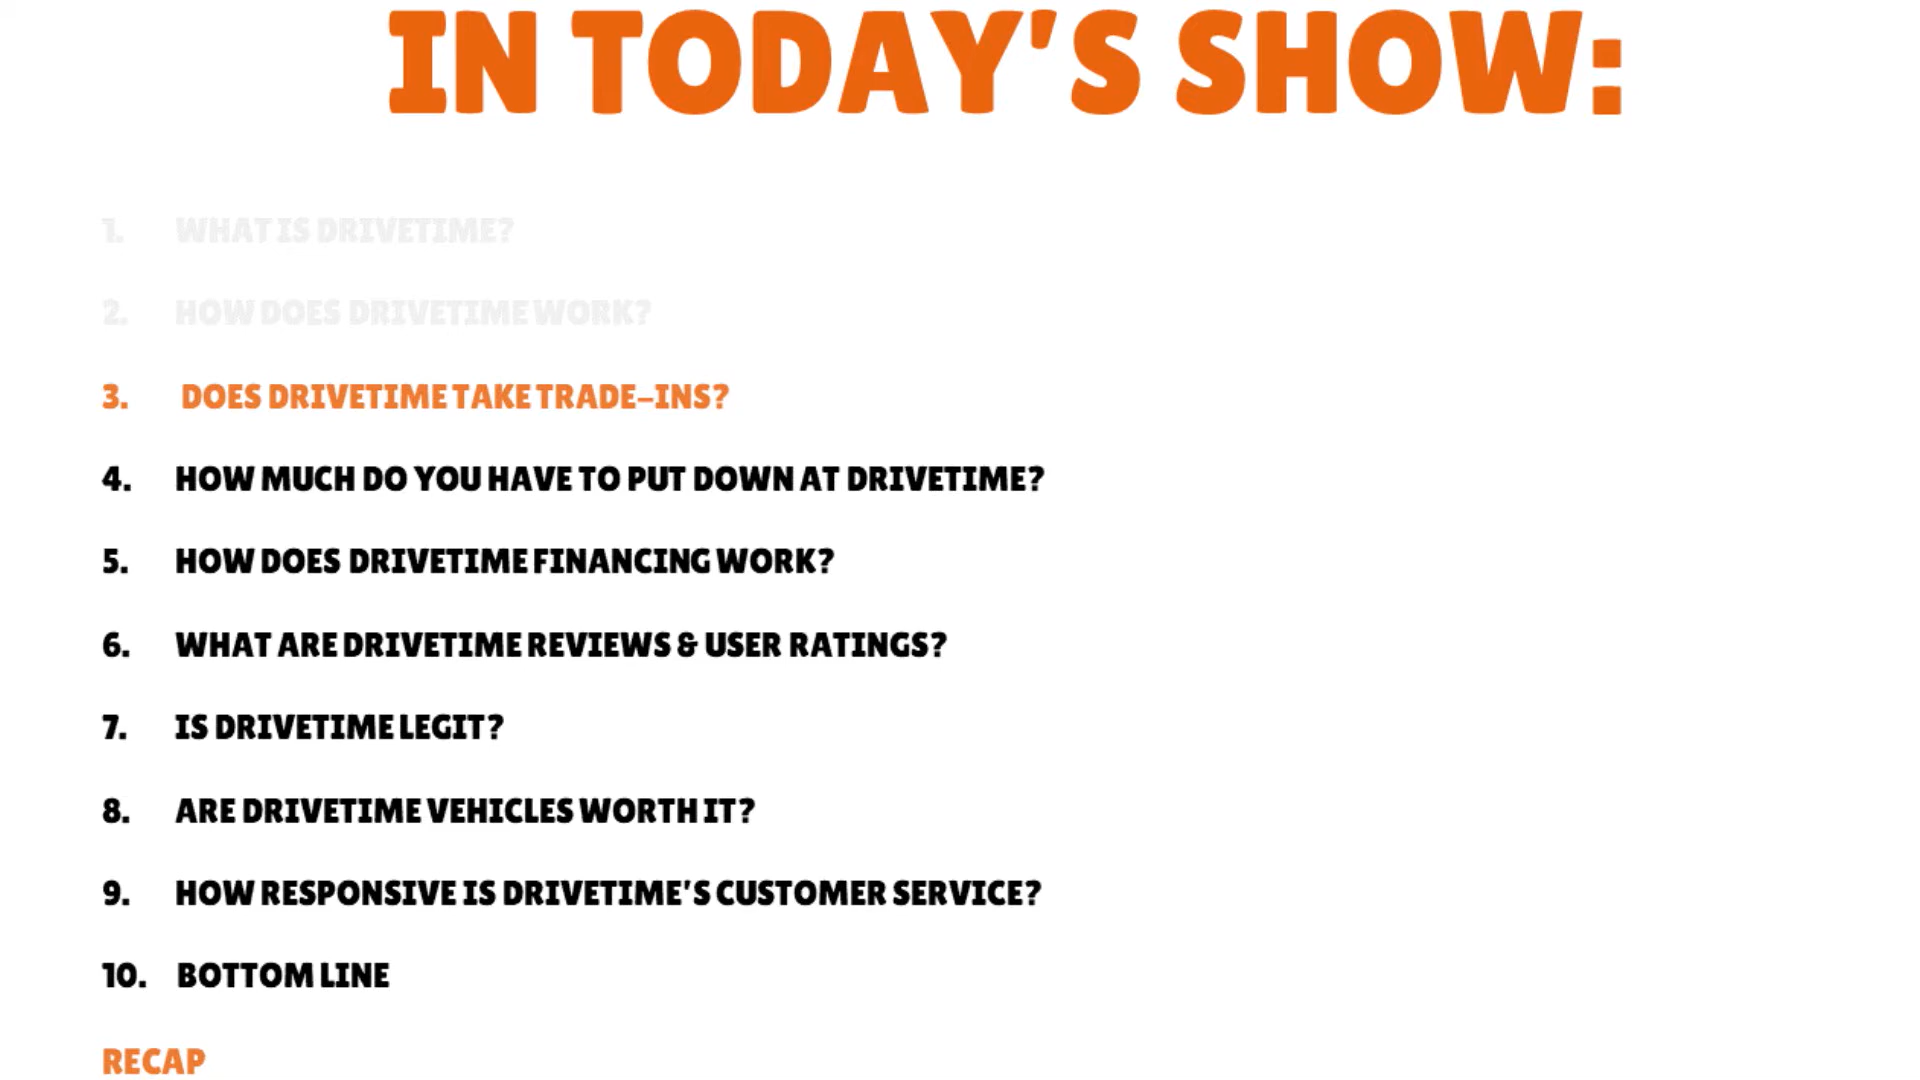 IN TODAY'S SHOW:
1. WHAT IS DRIVETIME?
2. HOW DOES DRIVETIME WORK?
3. DOES DRIVETIME TAKE TRADE-INS?
4. HOW MUCH DO YOU HAVE TO PUT DOWN AT DRIVETIME?
5. HOW DOES DRIVETIME FINANCING WORK?
6. WHAT ARE DRIVETIME REVIEWS & USER RATINGS?
7. IS DRIVETIME LEGIT?
8. ARE DRIVETIME VEHICLES WORTH IT?
9. HOW RESPONSIVE IS DRIVETIME'S CUSTOMER SERVICE?
10. BOTTOM LINE
RECAP